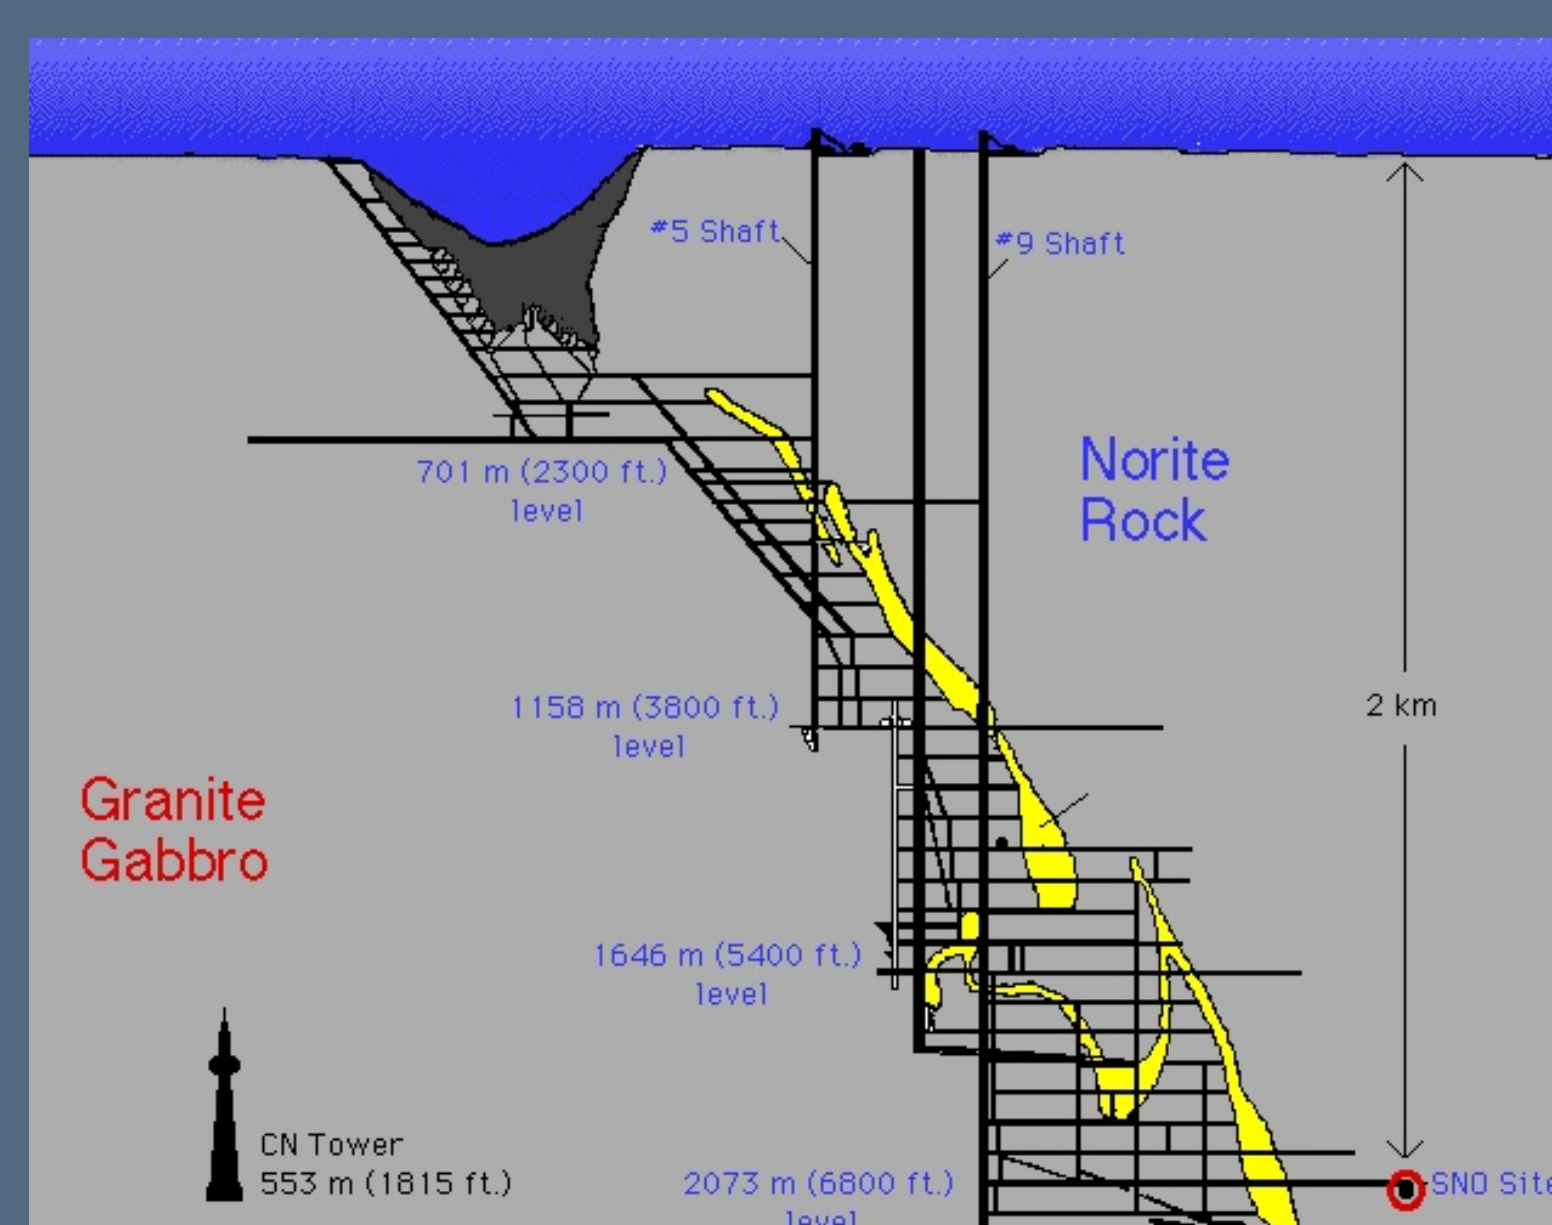 #5 Shaft
#9 Shaft
Norite
Rock
701 m (2300 ft.)
level
2 km
1158 m (3800 ft.)
level
Granite
Gabbro
1646 m (5400 ft.)
level
CN Tower
553 m (1815 ft.)
2073 m (6800 ft.)
level
SNO Site